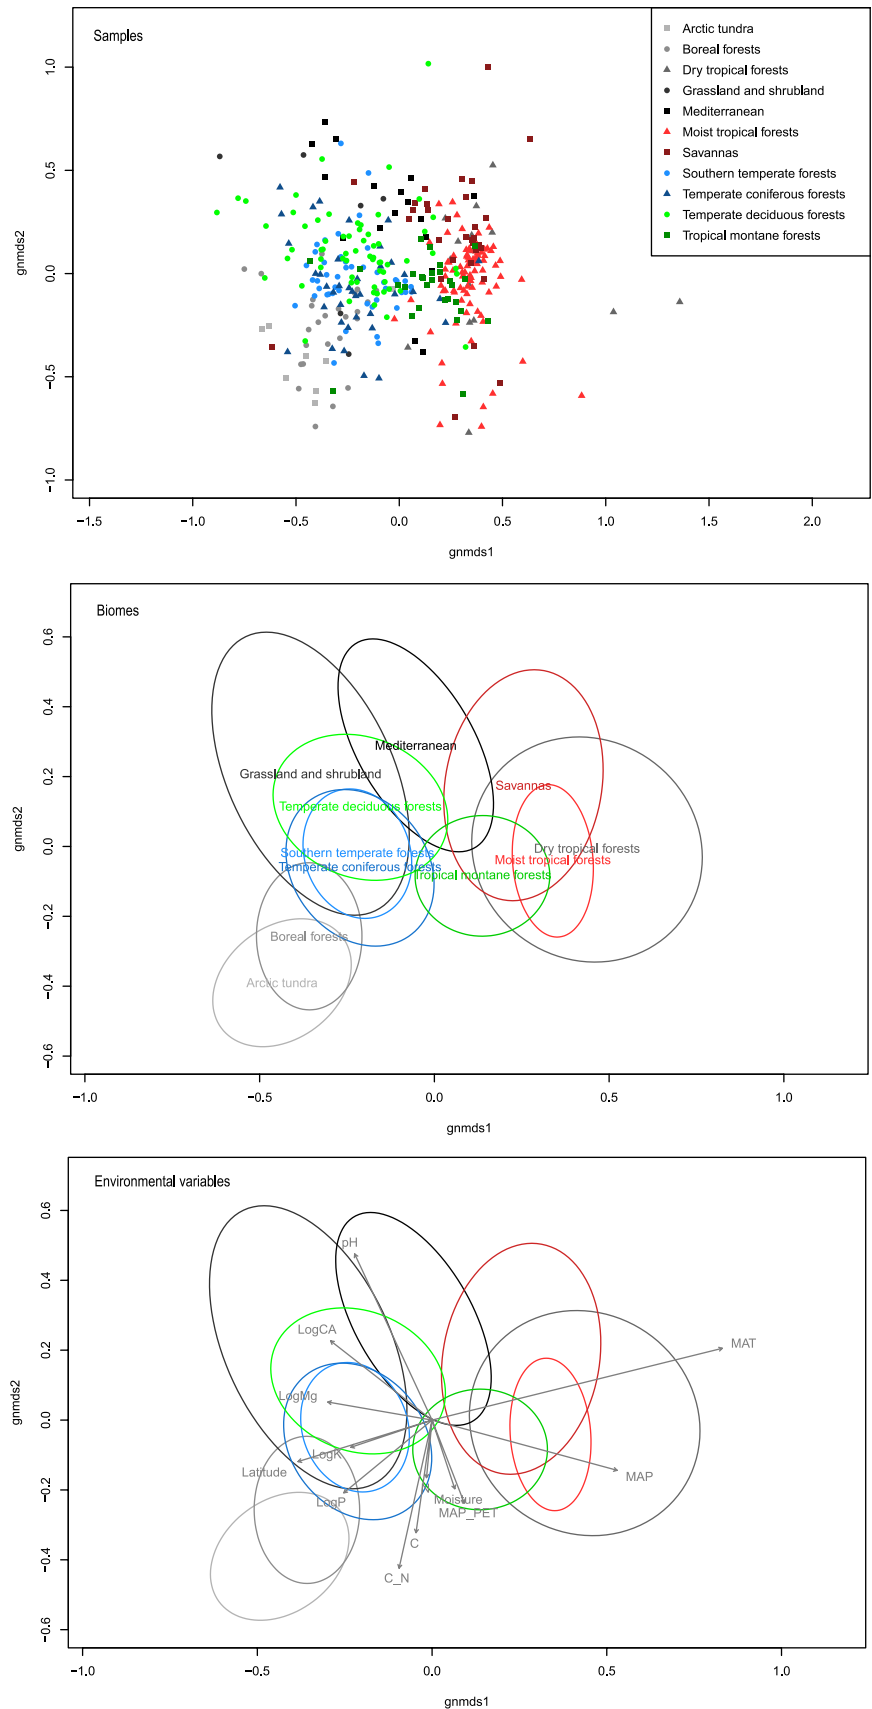 Samples
Arctic tundra
Boreal forests
Dry tropical forests
Grassland and shrubland
Mediterranean
Moist tropical forests
Savannas
Southern temperate forests
Temperate coniferous forests
Temperate deciduous forests
Tropical montane forests
gnmds2
1.0
0.5
0.0
−0.5
−1.0
−1.5
−1.0
−0.5
0.0
0.5
1.0
1.5
2.0
gnmds1
Biomes
gnmds2
0.6
0.4
0.2
0.0
−0.2
−0.4
−0.6
Mediterranean
Grassland and shrubland
Savannas
Temperate deciduous forests
Dry tropical forests
Southern temperate forests
Moist tropical forests
Temperate coniferous forests
Tropical montane forests
Boreal forests
Arctic tundra
−1.0
−0.5
0.0
0.5
1.0
gnmds1
Environmental variables
gnmds2
0.6
0.4
0.2
0.0
−0.2
−0.4
−0.6
pH
LogCA
MAT
LogMg
LogK
Latitude
MAP
LogP
Moisture
MAP_PET
C
C_N
−1.0
−0.5
0.0
0.5
1.0
gnmds1